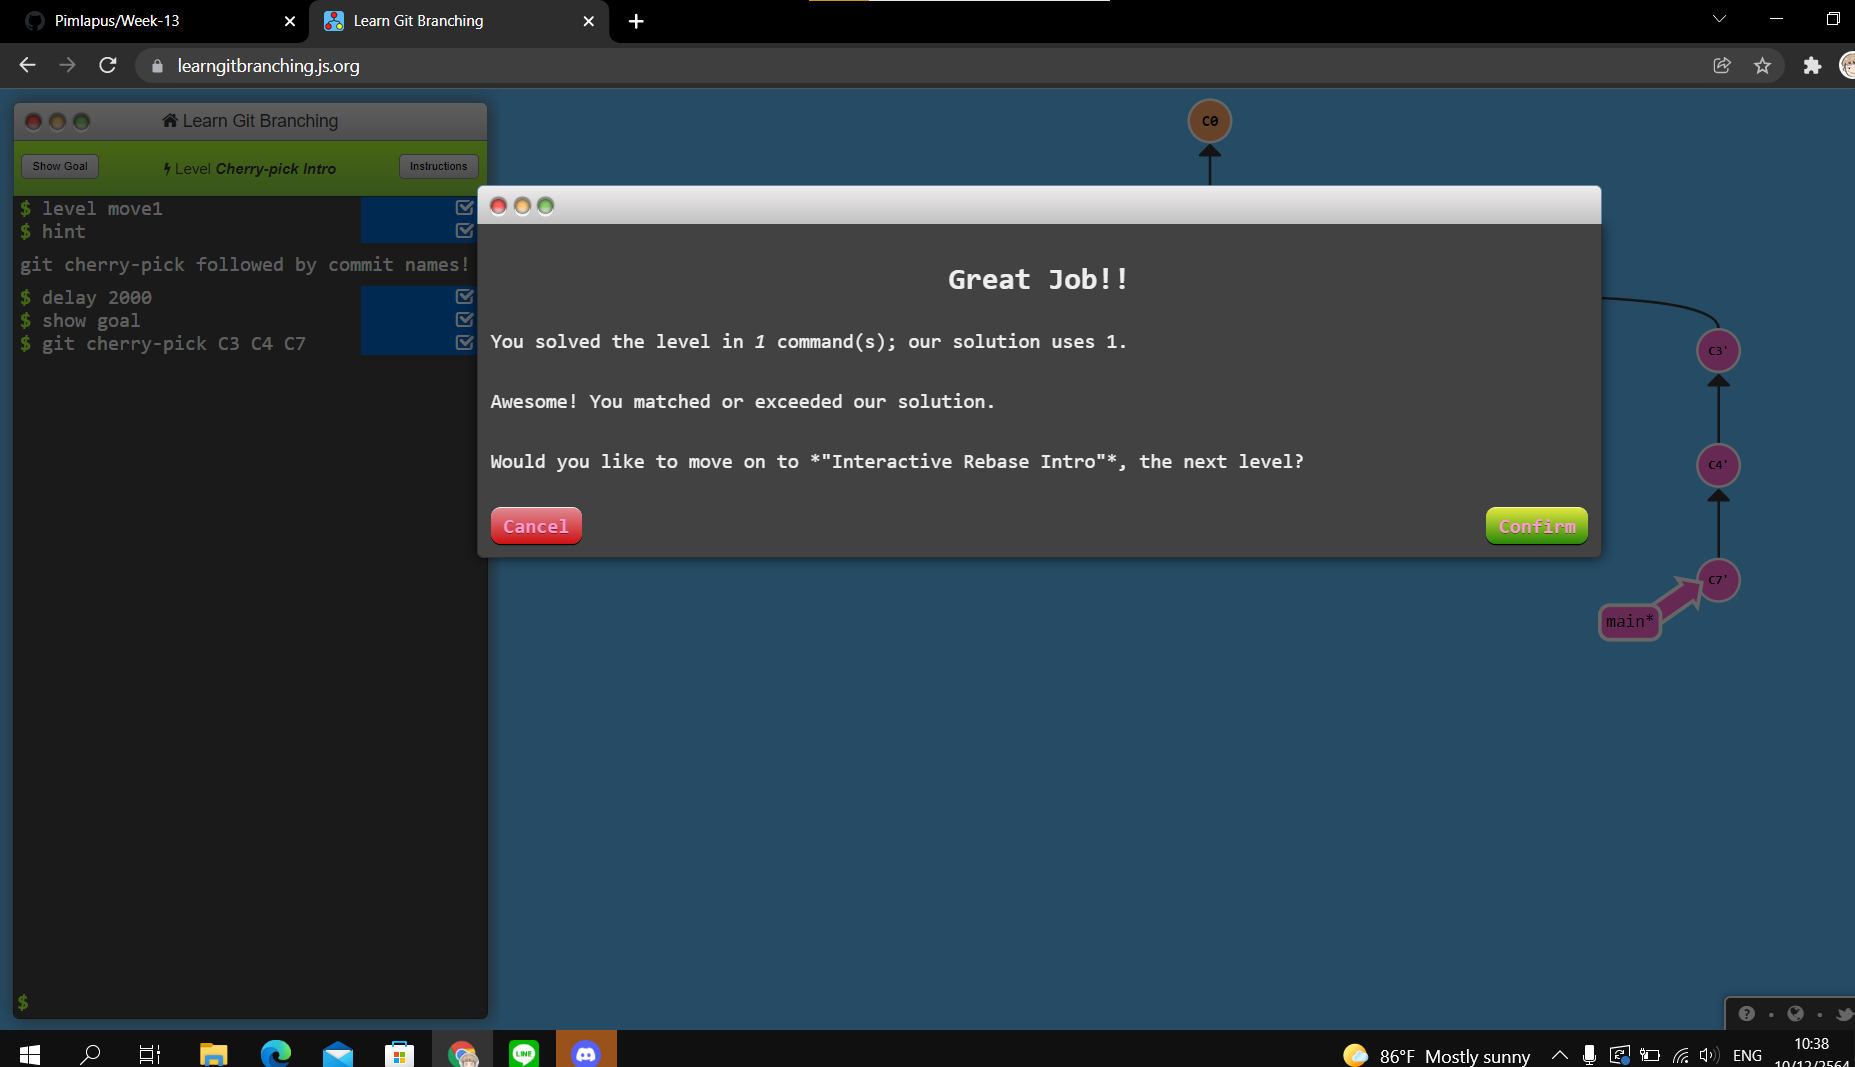 Pimlapus/Week-13
Learn Git Branching
learngitbranching.js.org
Learn Git Branching
Show Goal
Level Cherry-pick Intro
Instructions
$ level move1
$ hint
git cherry-pick followed by commit names!
$ delay 2000
$ show goal
$ git cherry-pick C3 C4 C7
$
C0
Great Job!!
You solved the level in 1 command(s); our solution uses 1.
Awesome! You matched or exceeded our solution.
Would you like to move on to *"Interactive Rebase Intro"*, the next level?
Cancel
Confirm
C3'
C4'
C7'
main*
LINE
86°F Mostly sunny
ENG
10:38
10/12/2564